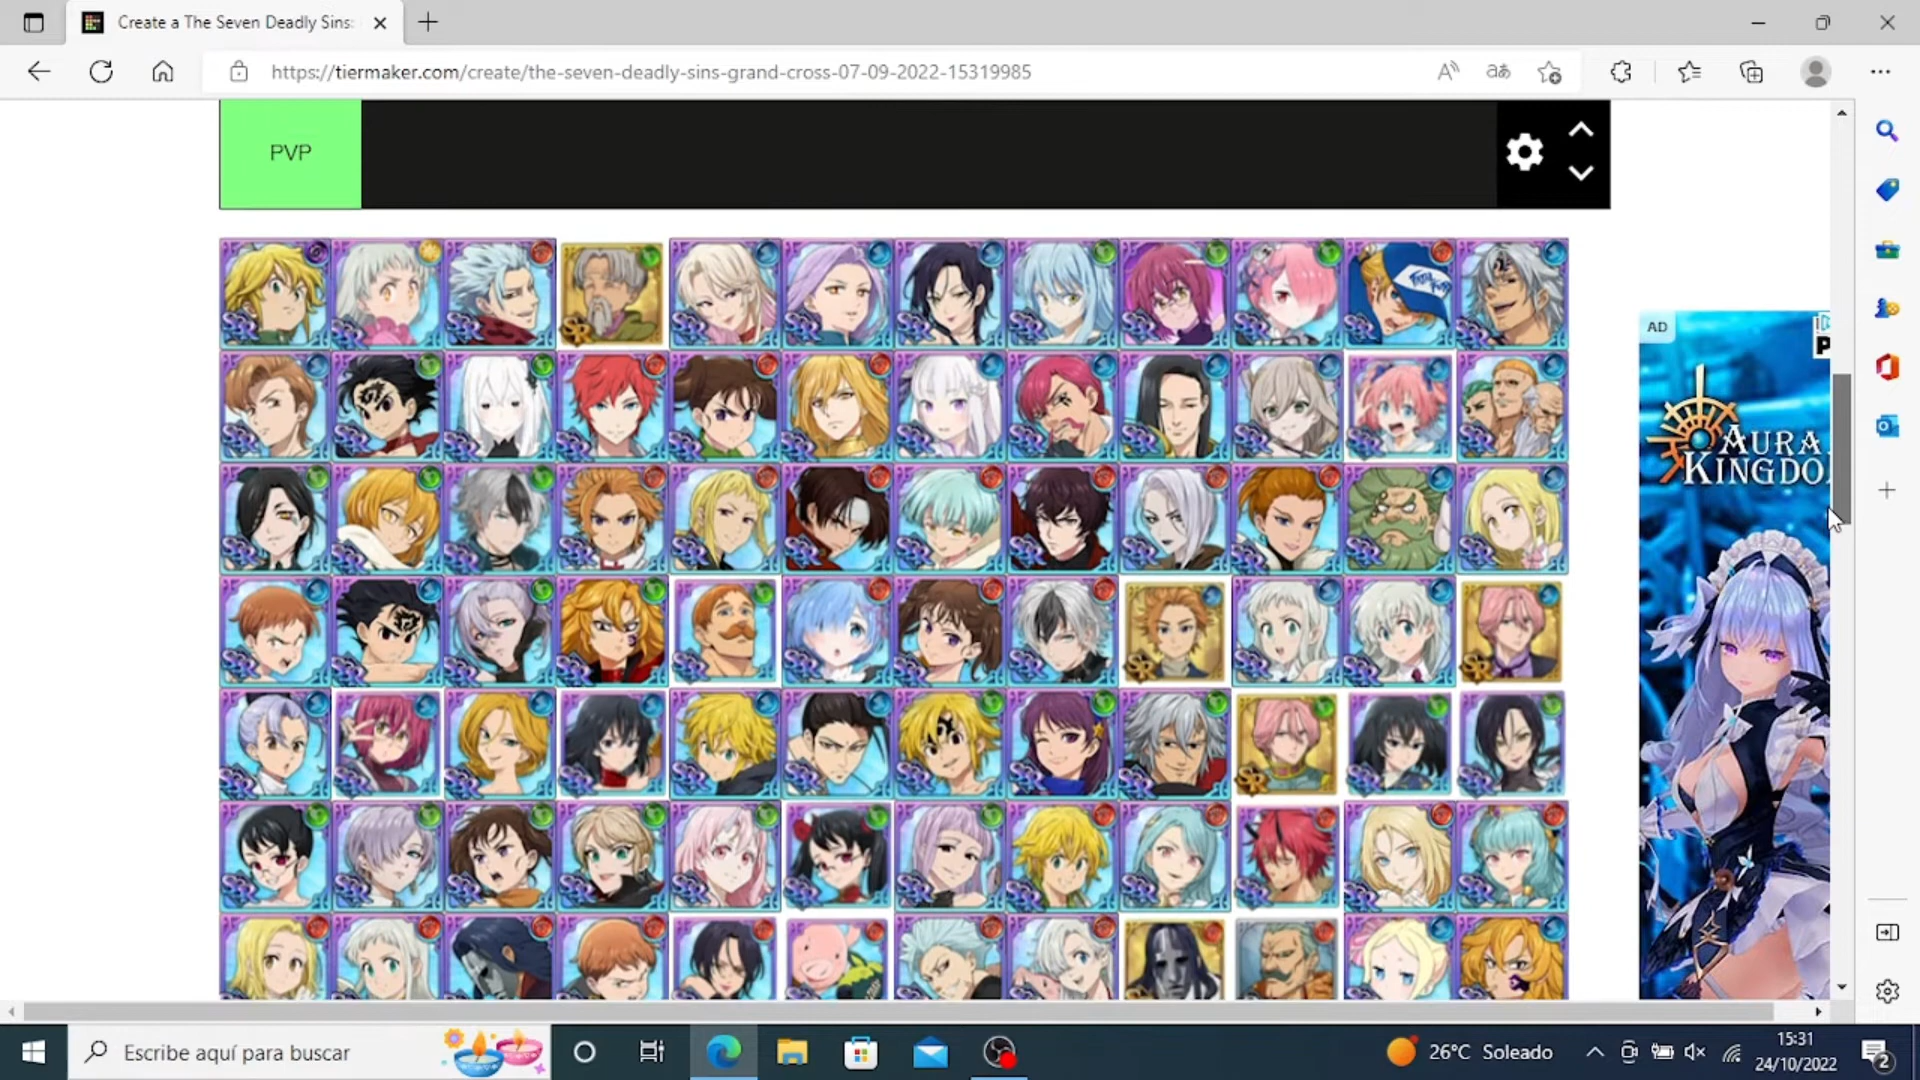 Create a The Seven Deadly Sins:
https://tiermaker.com/create/the-seven-deadly-sins-grand-cross-07-09-2022-15319985
PVP
AD
AURA
KINGDO
Escribe aquí para buscar
26°C Soleado
15:31
24/10/2022
2